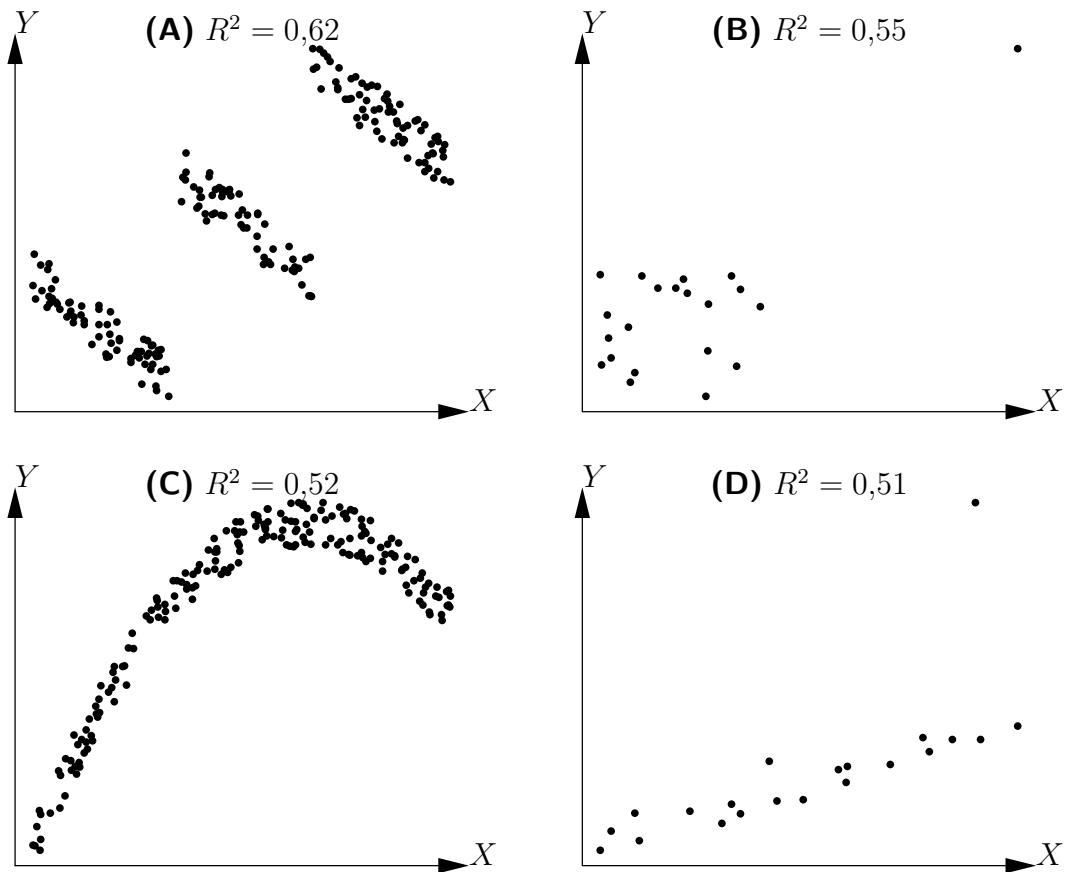 Y
(A) R² = 0,62
X
Y
(B) R² = 0,55
X
Y
(C) R² = 0,52
X
Y
(D) R² = 0,51
X